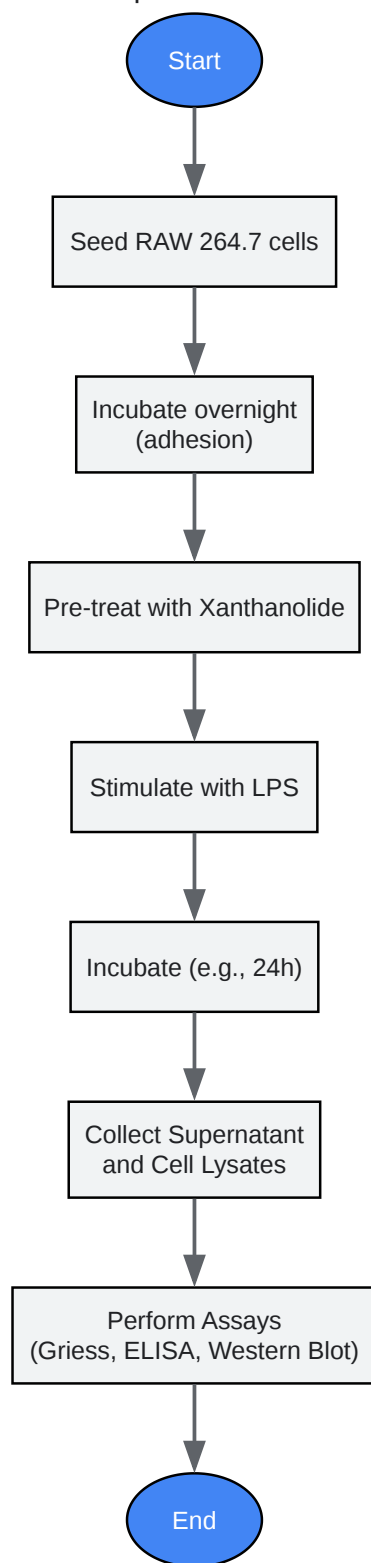 Start
Seed RAW 264.7 cells
Incubate overnight
(adhesion)
Pre-treat with Xanthanolide
Stimulate with LPS
Incubate (e.g., 24h)
Collect Supernatant
and Cell Lysates
Perform Assays
(Griess, ELISA, Western Blot)
End